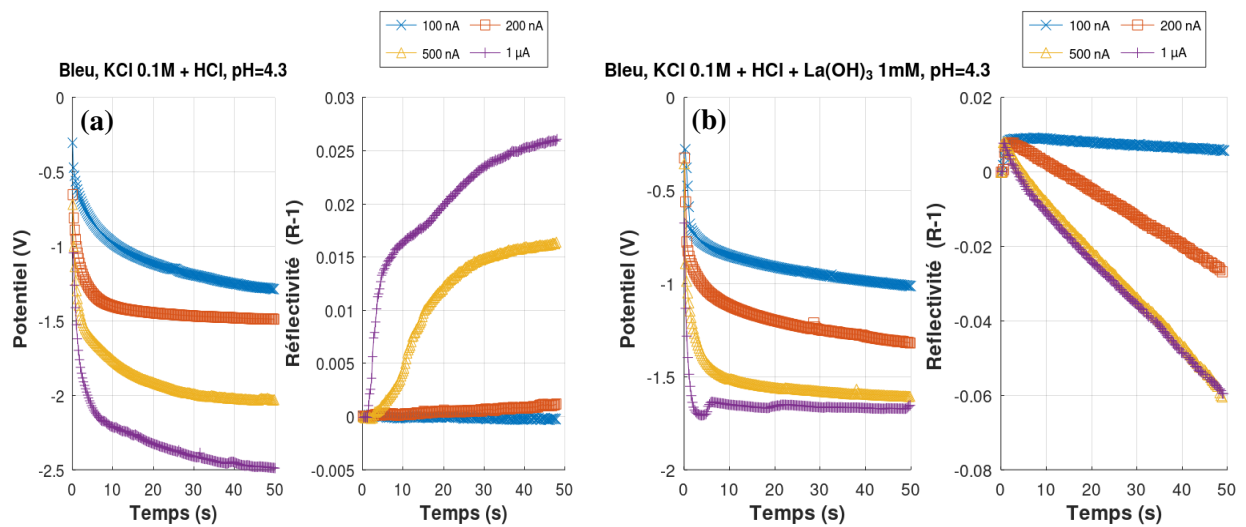 100 nA 200 nA
500 nA 1 µA
Bleu, KCl 0.1M + HCl, pH=4.3
(a)
Potentiel (V)
0
-0.5
-1
-1.5
-2
-2.5
0 10 20 30 40 50
Temps (s)
Réflectivité (R-1)
0.03
0.025
0.02
0.015
0.01
0.005
0
-0.005
0 10 20 30 40 50
Temps (s)
100 nA 200 nA
500 nA 1 µA
Bleu, KCl 0.1M + HCl + La(OH)₃ 1mM, pH=4.3
(b)
Potentiel (V)
0
-0.5
-1
-1.5
-2
0 10 20 30 40 50
Temps (s)
Reflectivité (R-1)
0.02
0
-0.02
-0.04
-0.06
-0.08
0 10 20 30 40 50
Temps (s)